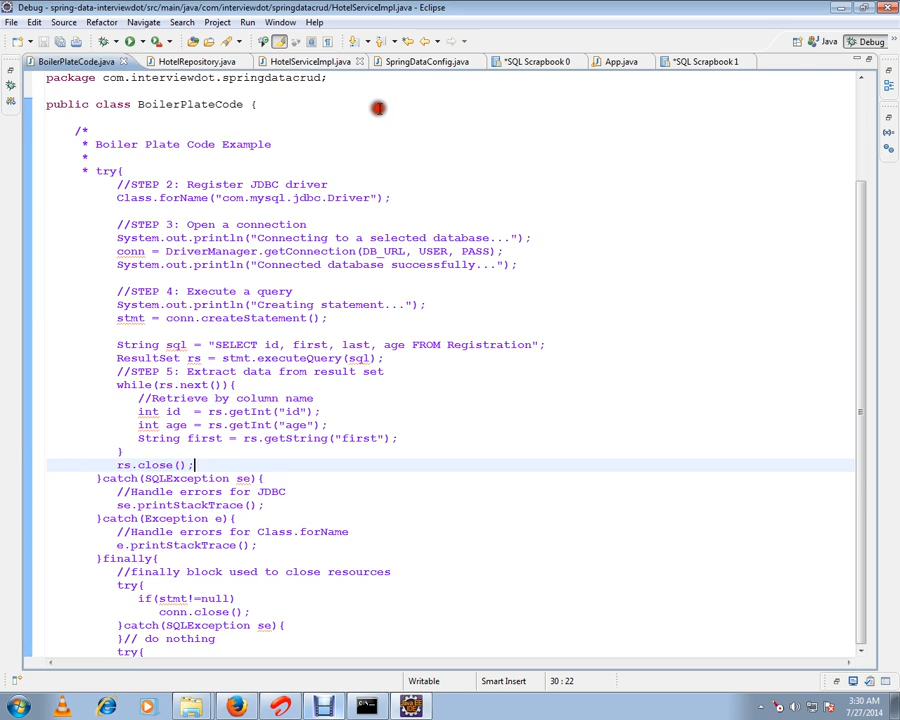 Debug - spring-data-interviewdot/src/main/java/com/interviewdot/springdatacrud/HotelServiceImpl.java - Eclipse
File Edit Source Refactor Navigate Search Project Run Window Help
Java Debug
BoilerPlateCode.java HotelRepository.java HotelServiceImpl.java SpringDataConfig.java *SQL Scrapbook 0 App.java *SQL Scrapbook 1
package com.interviewdot.springdatacrud;
public class BoilerPlateCode {
/*
* Boiler Plate Code Example
*
* try{
//STEP 2: Register JDBC driver
Class.forName("com.mysql.jdbc.Driver");
//STEP 3: Open a connection
System.out.println("Connecting to a selected database...");
conn = DriverManager.getConnection(DB_URL, USER, PASS);
System.out.println("Connected database successfully...");
//STEP 4: Execute a query
System.out.println("Creating statement...");
stmt = conn.createStatement();
String sql = "SELECT id, first, last, age FROM Registration";
ResultSet rs = stmt.executeQuery(sql);
//STEP 5: Extract data from result set
while(rs.next()){
//Retrieve by column name
int id  = rs.getInt("id");
int age = rs.getInt("age");
String first = rs.getString("first");
}
rs.close();
}catch(SQLException se){
//Handle errors for JDBC
se.printStackTrace();
}catch(Exception e){
//Handle errors for Class.forName
e.printStackTrace();
}finally{
//finally block used to close resources
try{
if(stmt!=null)
conn.close();
}catch(SQLException se){
}// do nothing
try{
Writable Smart Insert 30 : 22
3:30 AM
7/27/2014